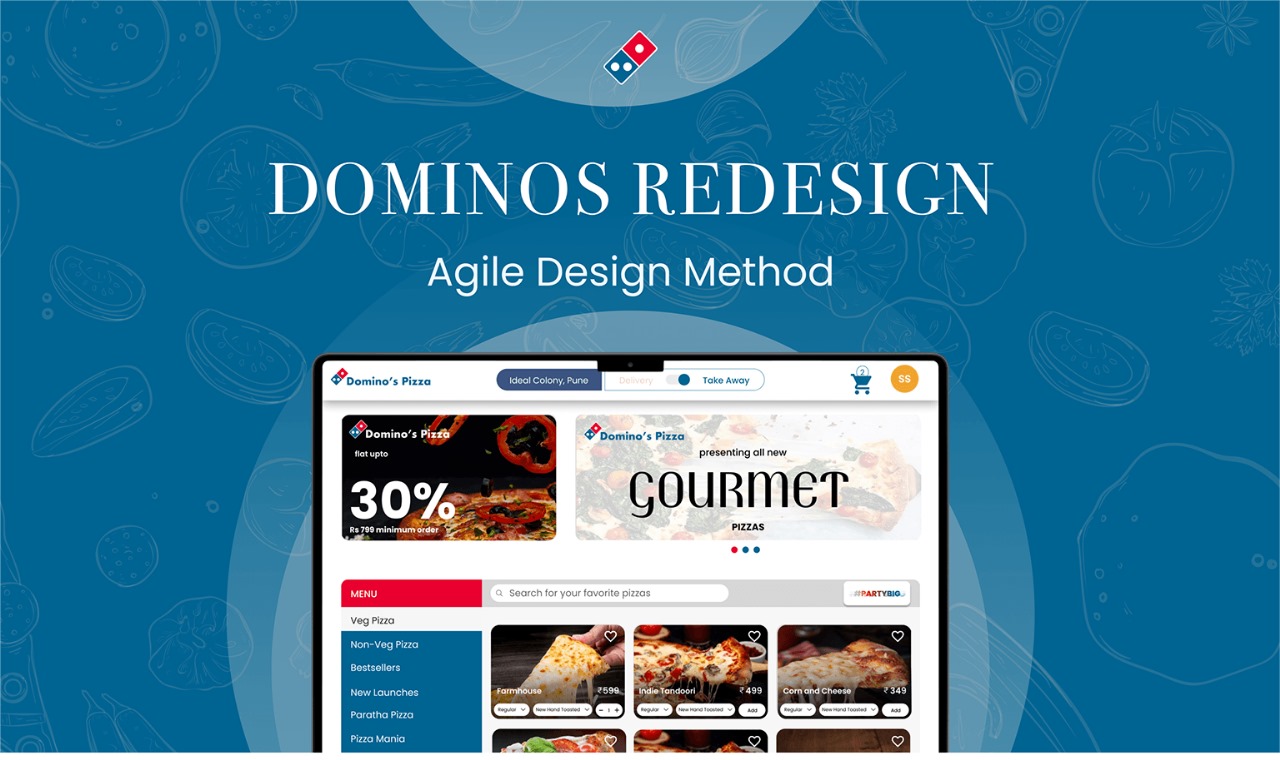 DOMINOS REDESIGN
Agile Design Method
Domino's Pizza
Ideal Colony, Pune
Delivery
Take Away
2
SS
Domino's Pizza
flat upto
30%
Rs 799 minimum order
Domino's Pizza
presenting all new
GOURMET
PIZZAS
MENU
Search for your favorite pizzas
#PARTYBIG
Veg Pizza
Non-Veg Pizza
Bestsellers
New Launches
Paratha Pizza
Pizza Mania
Farmhouse ₹599
Regular New Hand Toasted - 1 +
Indie Tandoori ₹499
Regular New Hand Toasted Add
Corn and Cheese ₹349
Regular New Hand Toasted Add